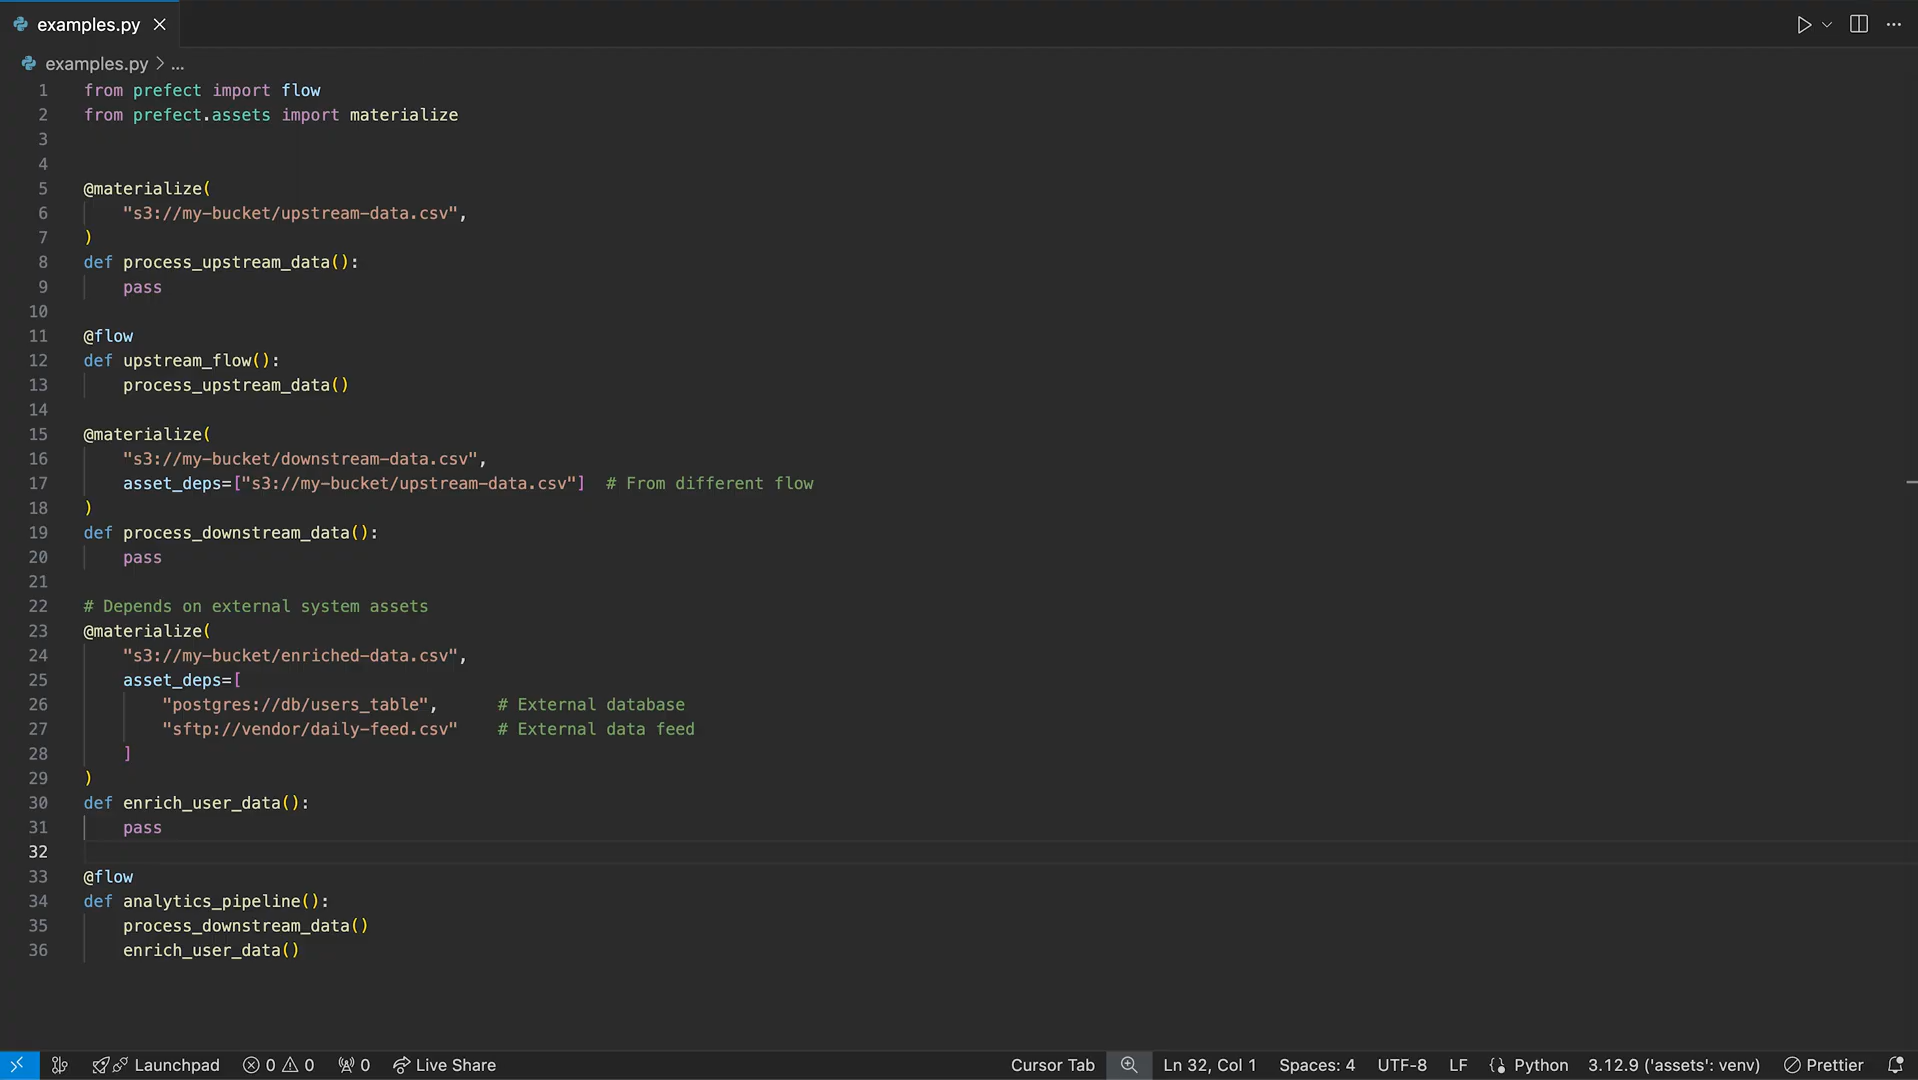 examples.py
examples.py > ...
1 from prefect import flow
2 from prefect.assets import materialize
3
4
5 @materialize(
6     "s3://my-bucket/upstream-data.csv",
7 )
8 def process_upstream_data():
9     pass
10
11 @flow
12 def upstream_flow():
13     process_upstream_data()
14
15 @materialize(
16     "s3://my-bucket/downstream-data.csv",
17     asset_deps=["s3://my-bucket/upstream-data.csv"]  # From different flow
18 )
19 def process_downstream_data():
20     pass
21
22 # Depends on external system assets
23 @materialize(
24     "s3://my-bucket/enriched-data.csv",
25     asset_deps=[
26         "postgres://db/users_table",      # External database
27         "sftp://vendor/daily-feed.csv"    # External data feed
28     ]
29 )
30 def enrich_user_data():
31     pass
32
33 @flow
34 def analytics_pipeline():
35     process_downstream_data()
36     enrich_user_data()
Launchpad 0 0 0 Live Share Cursor Tab Ln 32, Col 1 Spaces: 4 UTF-8 LF Python 3.12.9 ('assets': venv) Prettier